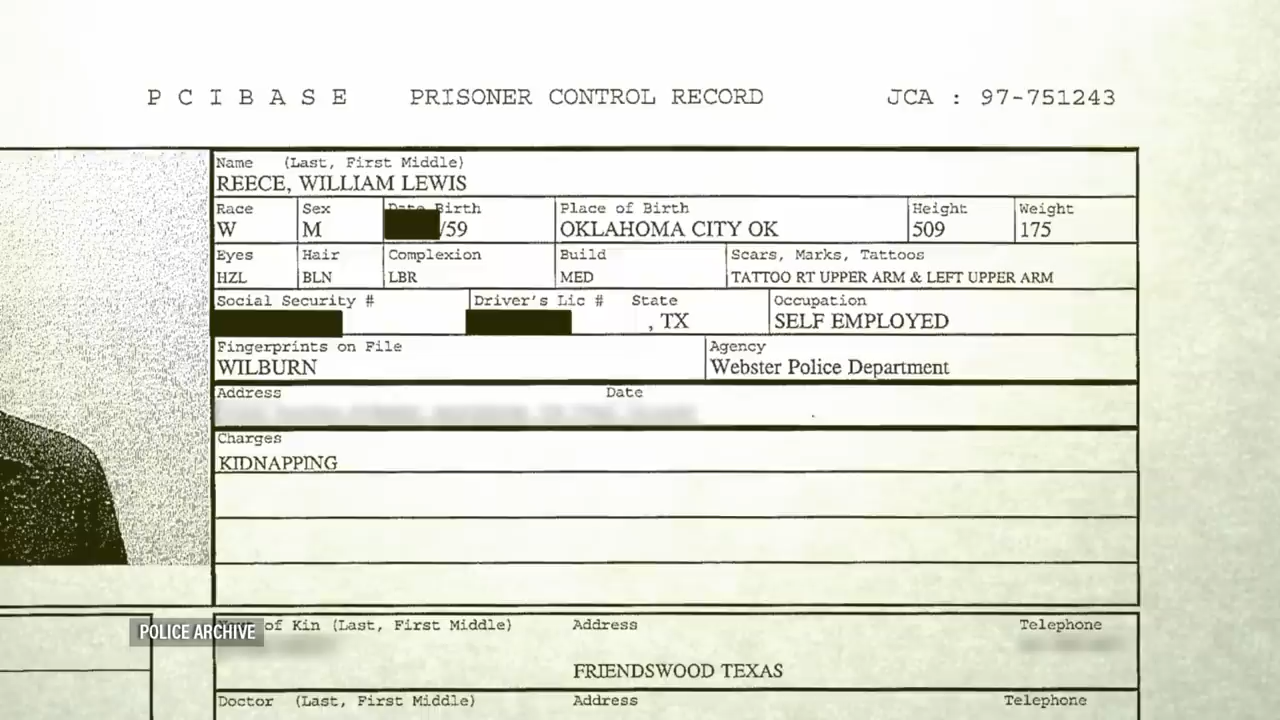 PCIBASE PRISONER CONTROL RECORD JCA : 97-751243
Name (Last, First Middle)
REECE, WILLIAM LEWIS
Race Sex Date Birth Place of Birth Height Weight
W M /59 OKLAHOMA CITY OK 509 175
Eyes Hair Complexion Build Scars, Marks, Tattoos
HZL BLN LBR MED TATTOO RT UPPER ARM & LEFT UPPER ARM
Social Security # Driver's Lic # State Occupation
, TX SELF EMPLOYED
Fingerprints on File Agency
WILBURN Webster Police Department
Address Date
Charges
KIDNAPPING
of Kin (Last, First Middle) Address Telephone
POLICE ARCHIVE
FRIENDSWOOD TEXAS
Doctor (Last, First Middle) Address Telephone